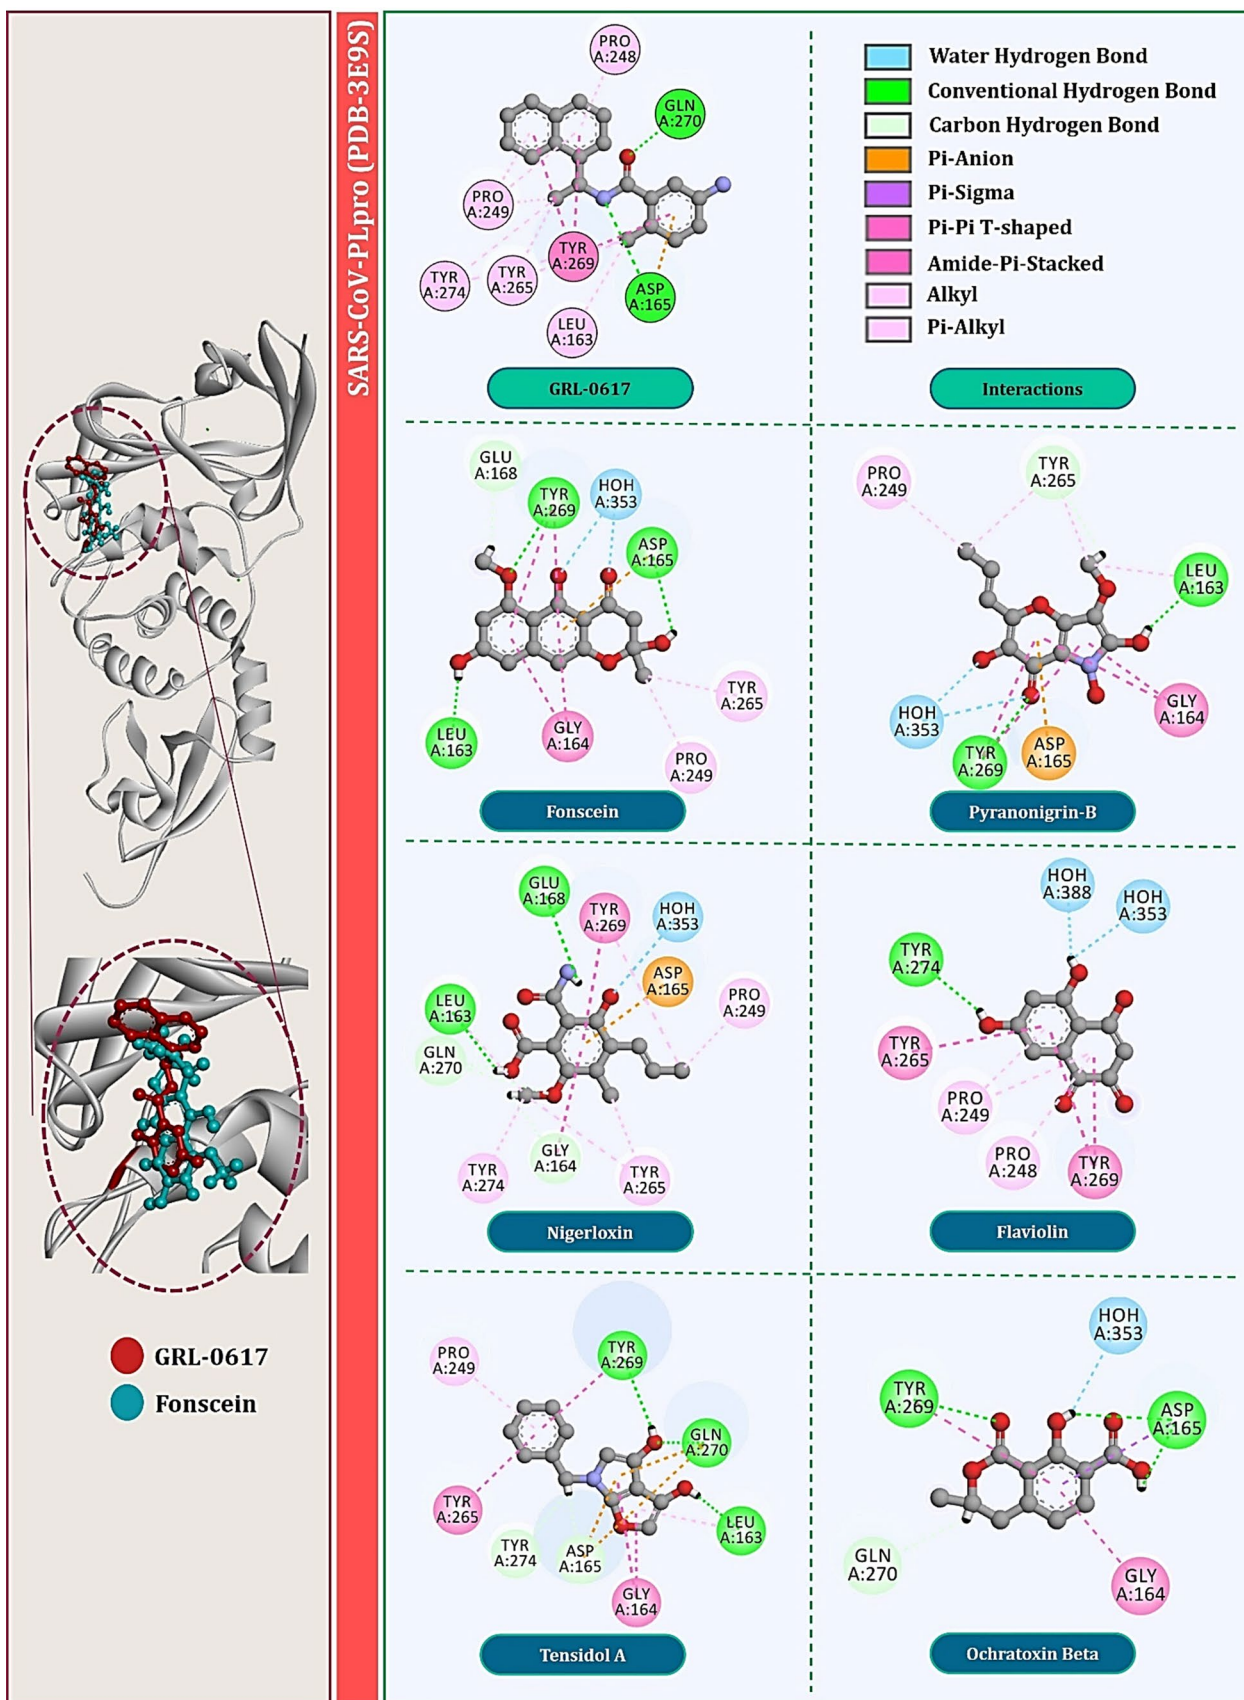 SARS-CoV-PLpro (PDB-3E9S)
GRL-0617
Fonscein
PRO
A:248
GLN
A:270
PRO
A:249
TYR
A:269
TYR
A:274
TYR
A:265
ASP
A:165
LEU
A:163
GRL-0617
Water Hydrogen Bond
Conventional Hydrogen Bond
Carbon Hydrogen Bond
Pi-Anion
Pi-Sigma
Pi-Pi T-shaped
Amide-Pi-Stacked
Alkyl
Pi-Alkyl
Interactions
GLU
A:168
TYR
A:269
HOH
A:353
ASP
A:165
TYR
A:265
LEU
A:163
GLY
A:164
PRO
A:249
Fonscein
PRO
A:249
TYR
A:265
LEU
A:163
HOH
A:353
GLY
A:164
TYR
A:269
ASP
A:165
Pyranonigrin-B
GLU
A:168
TYR
A:269
HOH
A:353
ASP
A:165
PRO
A:249
LEU
A:163
GLN
A:270
TYR
A:274
GLY
A:164
TYR
A:265
Nigerloxin
HOH
A:388
HOH
A:353
TYR
A:274
TYR
A:265
PRO
A:249
PRO
A:248
TYR
A:269
Flaviolin
PRO
A:249
TYR
A:269
GLN
A:270
TYR
A:265
TYR
A:274
ASP
A:165
LEU
A:163
GLY
A:164
Tensidol A
HOH
A:353
TYR
A:269
ASP
A:165
GLN
A:270
GLY
A:164
Ochratoxin Beta